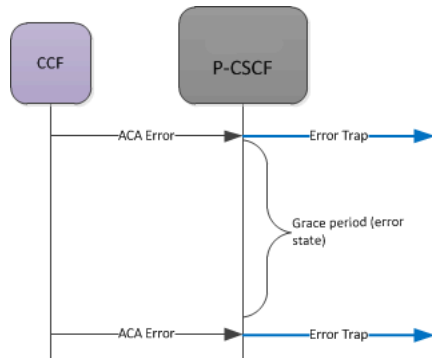 CCF
P-CSCF
ACA Error
Error Trap
Grace period (error
state)
ACA Error
Error Trap